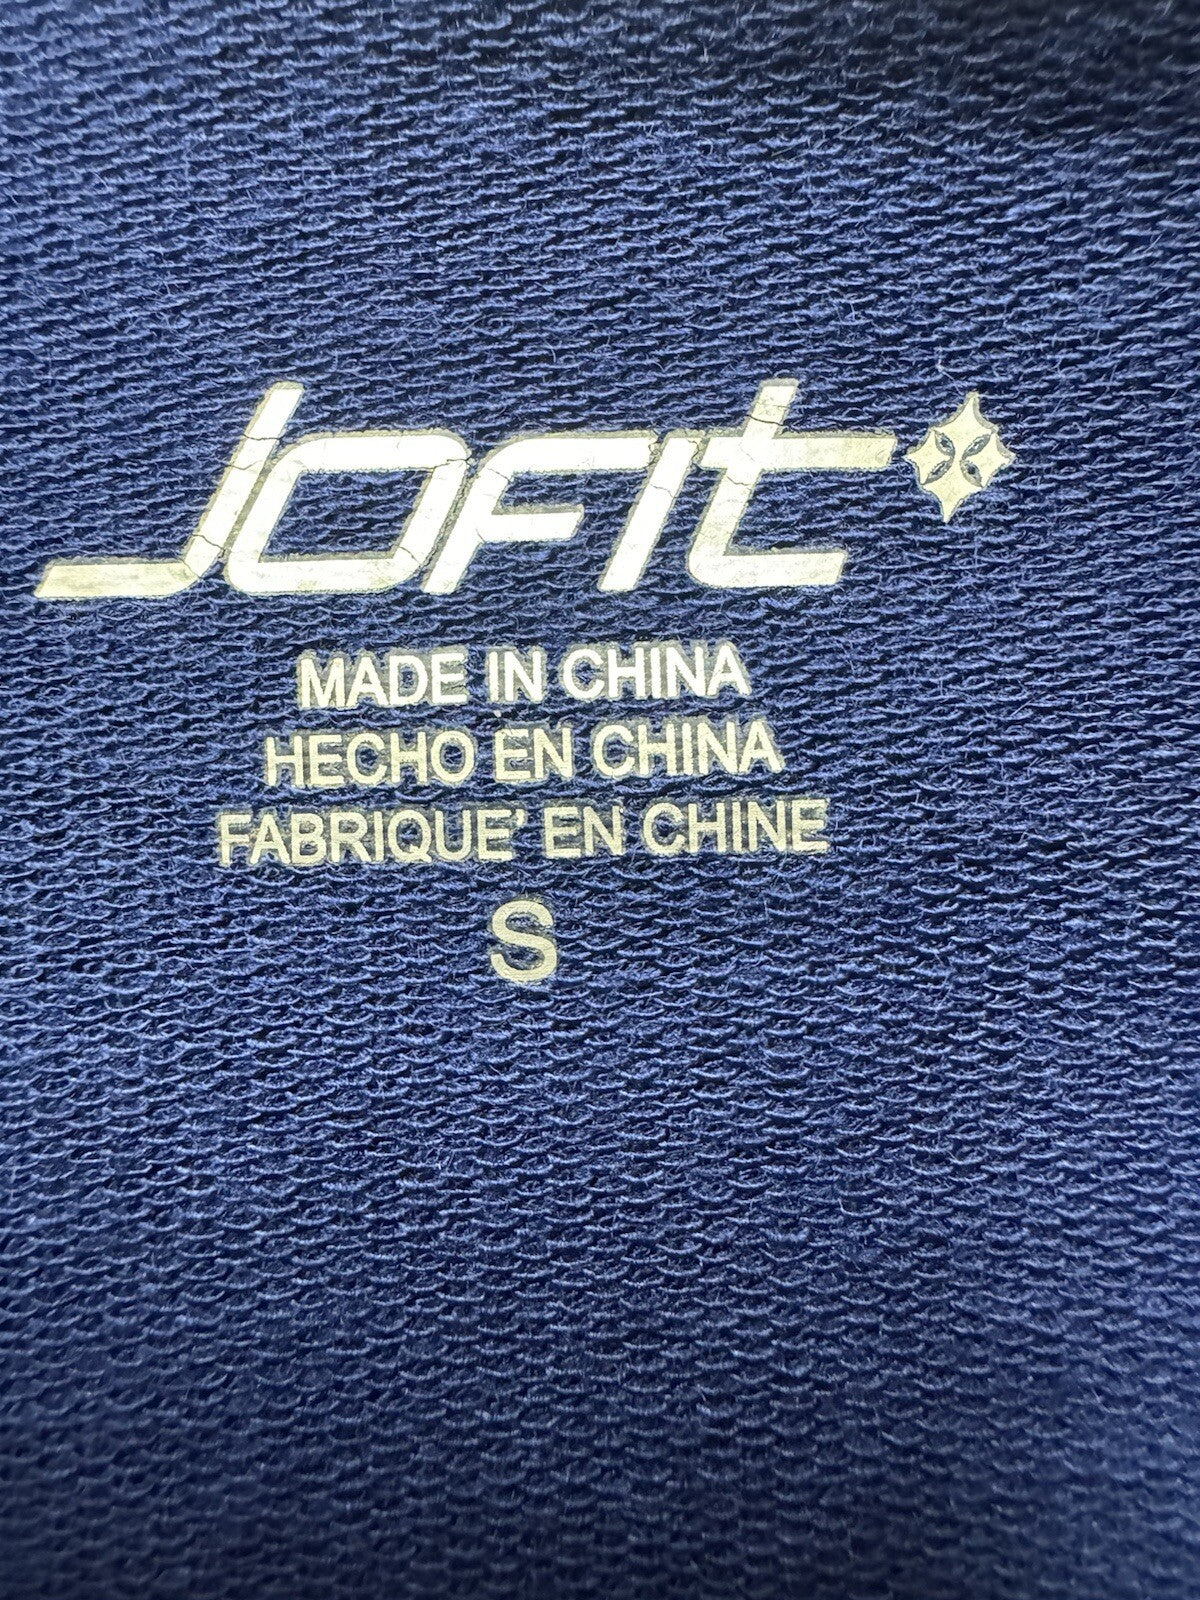 JOFIT
MADE IN CHINA
HECHO EN CHINA
FABRIQUE' EN CHINE
S